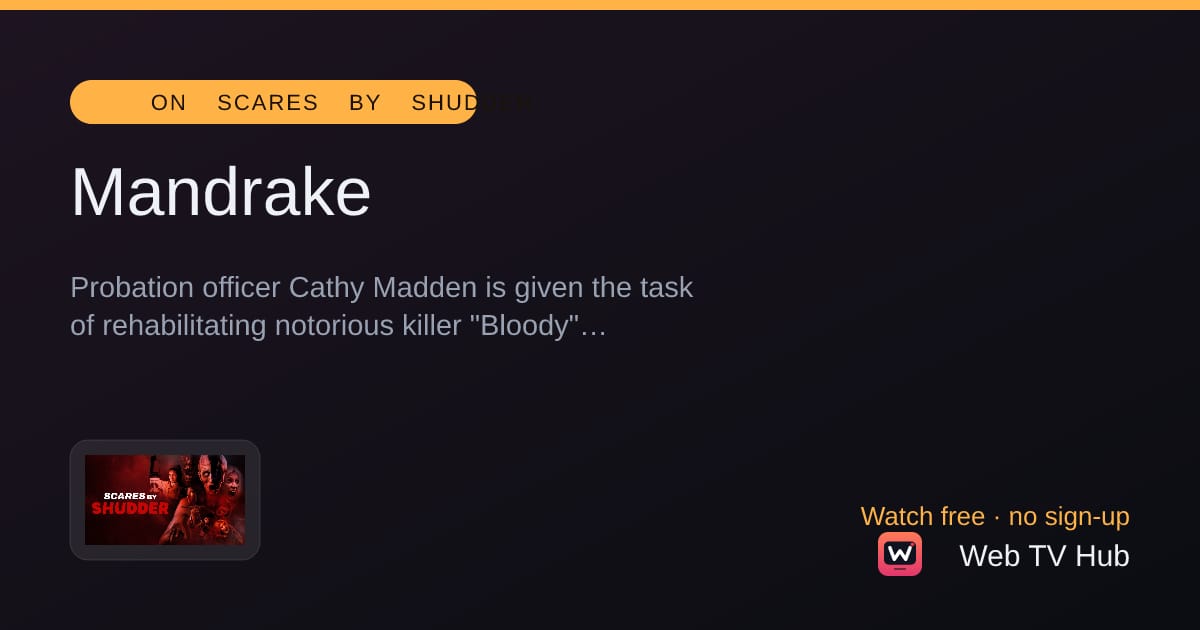 ON SCARES BY SHUDDER
Mandrake
Probation officer Cathy Madden is given the task
of rehabilitating notorious killer "Bloody"…
SCARES BY
SHUDDER
Watch free · no sign-up
W
Web TV Hub